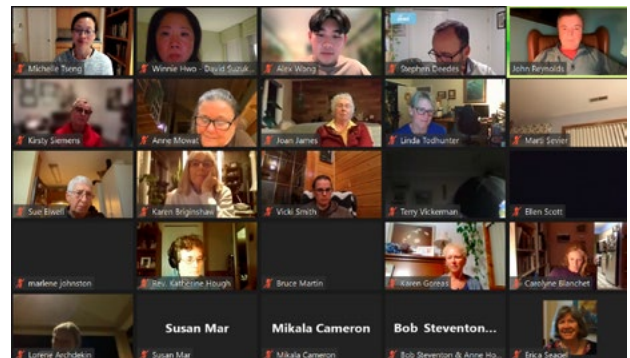 Michelle Tseng
Winnie Hwo - David Suzuk...
Alex Wong
Stephen Deedes
John Reynolds
Kirsty Siemens
Anne Mowat
Joan James
Linda Todhunter
Marti Sevier
Sue Elwell
Karen Briginshaw
Vicki Smith
Terry Vickerman
Ellen Scott
marlene johnston
Rev. Katherine Hough
Bruce Martin
Karen Goreas
Carolyne Blanchet
Lorene Archdekin
Susan Mar
Susan Mar
Mikala Cameron
Mikala Cameron
Bob Steventon...
Bob Steventon & Anne Ho...
Erica Seager